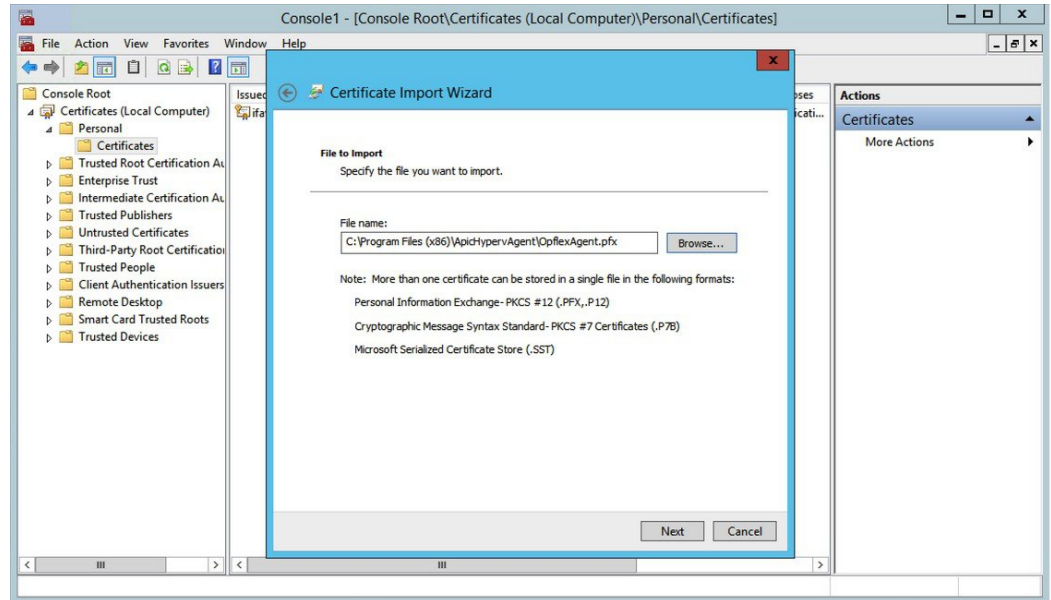 Console1 - [Console Root\Certificates (Local Computer)\Personal\Certificates]
File Action View Favorites Window Help
Console Root
Certificates (Local Computer)
Personal
Certificates
Trusted Root Certification Au
Enterprise Trust
Intermediate Certification Au
Trusted Publishers
Untrusted Certificates
Third-Party Root Certification
Trusted People
Client Authentication Issuers
Remote Desktop
Smart Card Trusted Roots
Trusted Devices
Issued
ifa
Certificate Import Wizard
File to Import
Specify the file you want to import.
File name:
C:\Program Files (x86)\ApicHypervAgent\OpflexAgent.pfx Browse...
Note: More than one certificate can be stored in a single file in the following formats:
Personal Information Exchange- PKCS #12 (.PFX,.P12)
Cryptographic Message Syntax Standard- PKCS #7 Certificates (.P7B)
Microsoft Serialized Certificate Store (.SST)
Next Cancel
oses
icati...
Actions
Certificates
More Actions